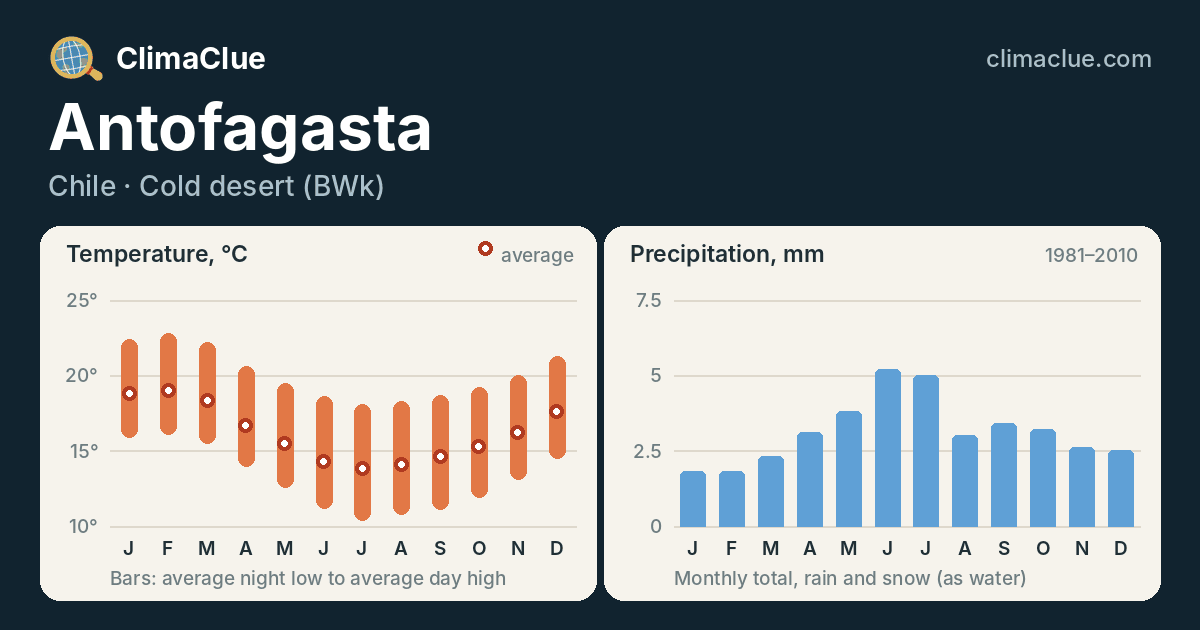 ClimaClue
climaclue.com
Antofagasta
Chile · Cold desert (BWk)
Temperature, °C
average
25°
20°
15°
10°
J F M A M J J A S O N D
Bars: average night low to average day high
Precipitation, mm
1981–2010
7.5
5
2.5
0
J F M A M J J A S O N D
Monthly total, rain and snow (as water)